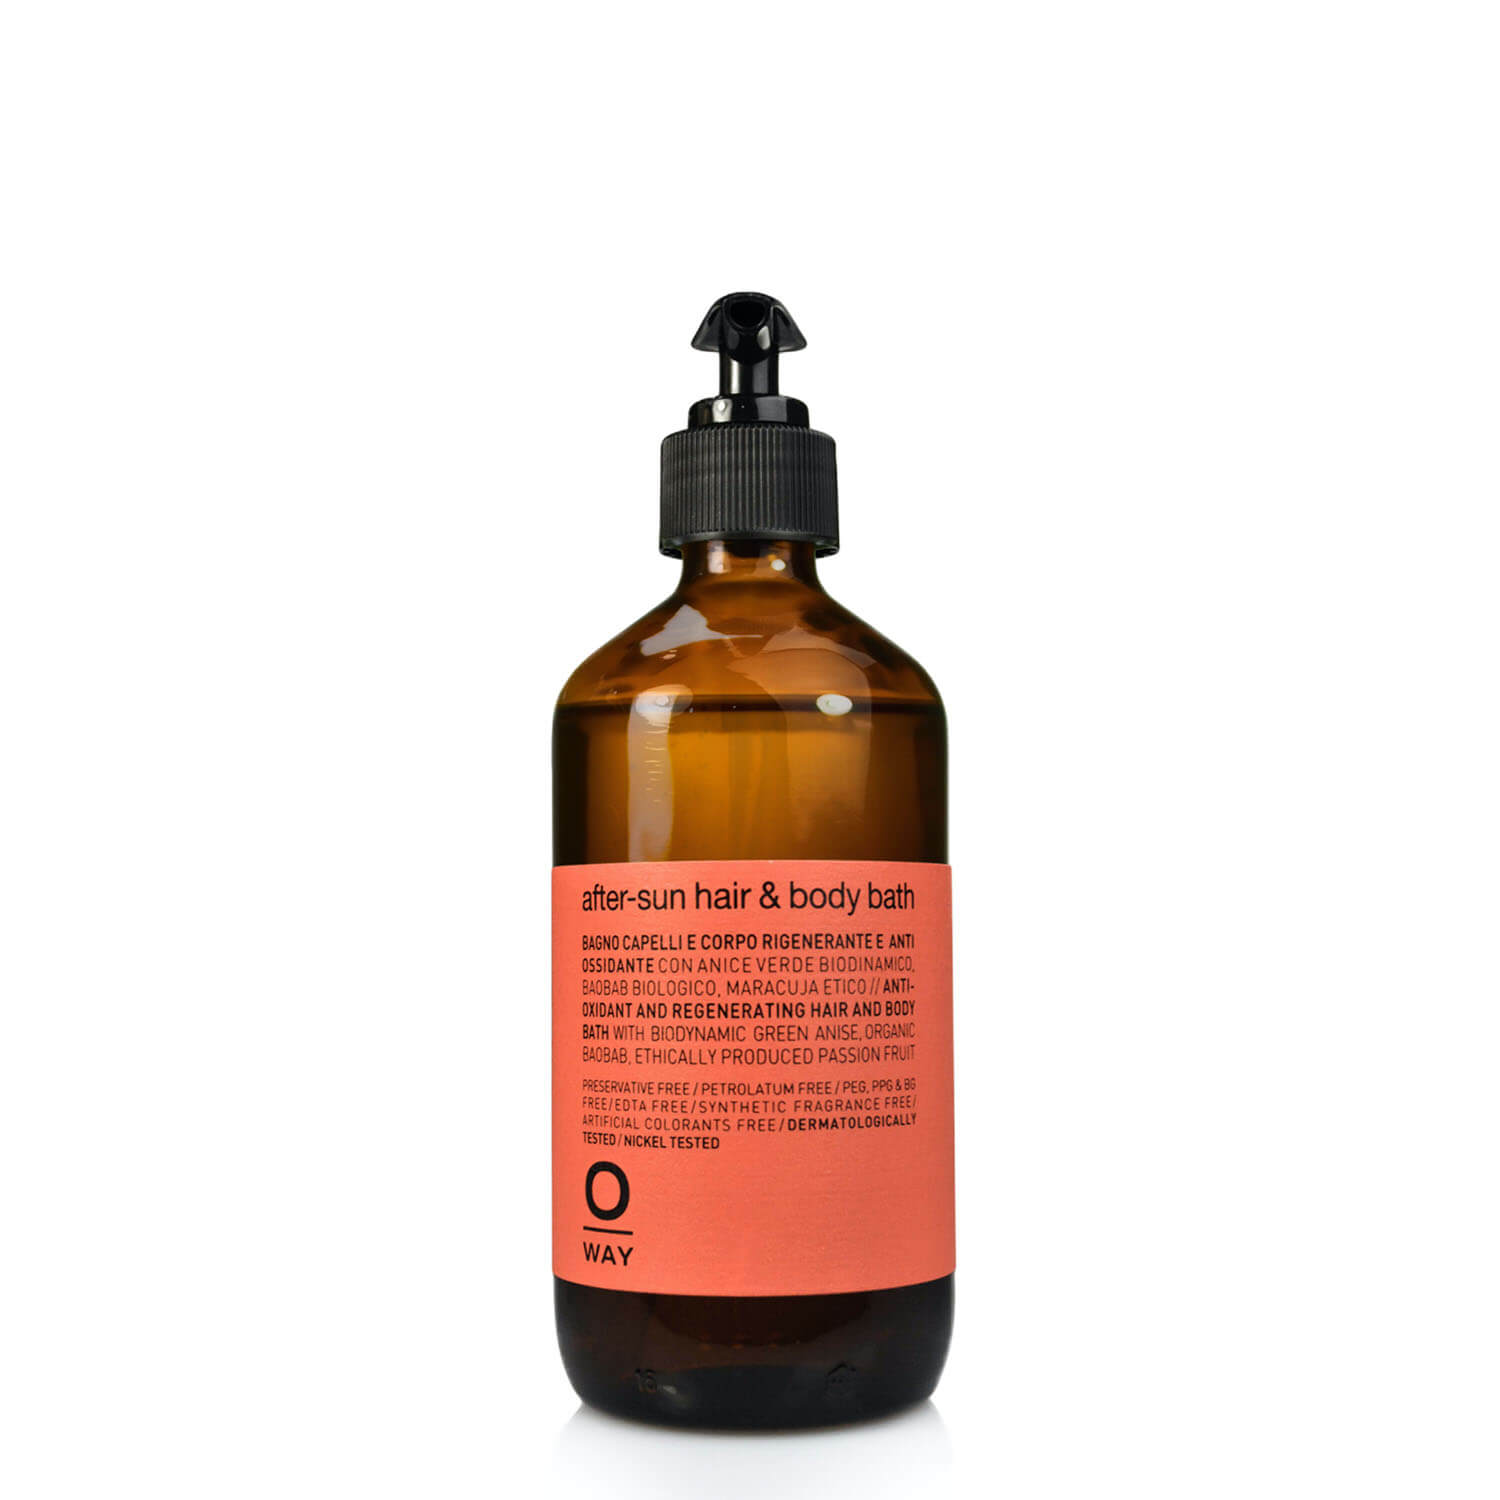 after-sun hair & body bath
BAGNO CAPELLI E CORPO RIGENERANTE E ANTI
OSSIDANTE CON ANICE VERDE BIODINAMICO,
BAOBAB BIOLOGICO, MARACUJA ETICO // ANTI-
OXIDANT AND REGENERATING HAIR AND BODY
BATH WITH BIODYNAMIC GREEN ANISE, ORGANIC
BAOBAB, ETHICALLY PRODUCED PASSION FRUIT
PRESERVATIVE FREE / PETROLATUM FREE / PEG, PPG & BG
FREE / EDTA FREE / SYNTHETIC FRAGRANCE FREE /
ARTIFICIAL COLORANTS FREE / DERMATOLOGICALLY
TESTED / NICKEL TESTED
O
WAY